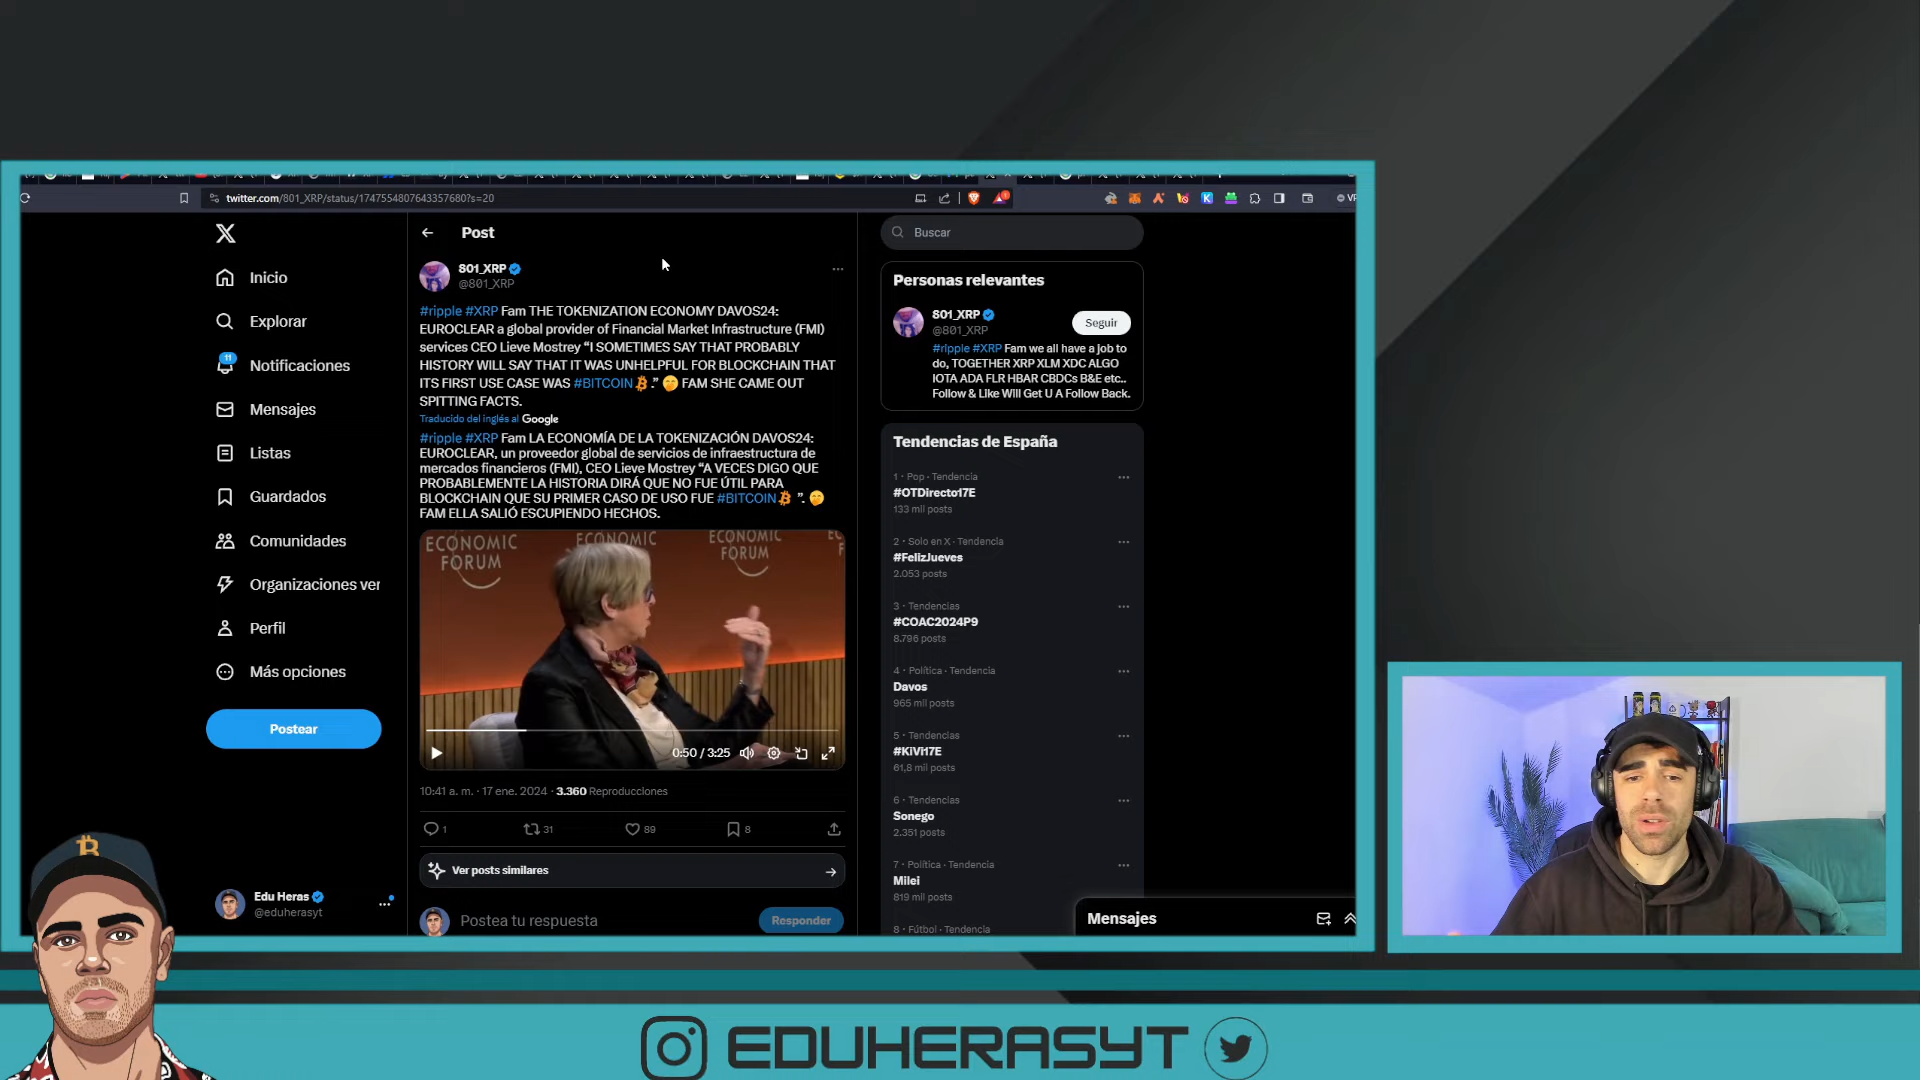 twitter.com/801_XRP/status/1747554807643357680?s=20
VP
Post
Buscar
Inicio
Explorar
11
Notificaciones
Mensajes
Listas
Guardados
Comunidades
Organizaciones ver
Perfil
Más opciones
Postear
Edu Heras
@eduherasyt
801_XRP
@801_XRP
#ripple #XRP Fam THE TOKENIZATION ECONOMY DAVOS24:
EUROCLEAR a global provider of Financial Market Infrastructure (FMI)
services CEO Lieve Mostrey “I SOMETIMES SAY THAT PROBABLY
HISTORY WILL SAY THAT IT WAS UNHELPFUL FOR BLOCKCHAIN THAT
ITS FIRST USE CASE WAS #BITCOIN .” FAM SHE CAME OUT
SPITTING FACTS.
Traducido del inglés al Google
#ripple #XRP Fam LA ECONOMÍA DE LA TOKENIZACIÓN DAVOS24:
EUROCLEAR, un proveedor global de servicios de infraestructura de
mercados financieros (FMI), CEO Lieve Mostrey “A VECES DIGO QUE
PROBABLEMENTE LA HISTORIA DIRÁ QUE NO FUE ÚTIL PARA
BLOCKCHAIN QUE SU PRIMER CASO DE USO FUE #BITCOIN ”.
FAM ELLA SALIÓ ESCUPIENDO HECHOS.
ECONOMIC FORUM
ECONOMIC FORUM
ECONOMIC FORUM
0:50 / 3:25
10:41 a. m. · 17 ene. 2024 · 3.360 Reproducciones
1 31 89 8
Ver posts similares
Postea tu respuesta
Responder
Personas relevantes
801_XRP
@801_XRP
Seguir
#ripple #XRP Fam we all have a job to
do, TOGETHER XRP XLM XDC ALGO
IOTA ADA FLR HBAR CBDCs B&E etc..
Follow & Like Will Get U A Follow Back.
Tendencias de España
1 · Pop · Tendencia
#OTDirecto17E
133 mil posts
2 · Solo en X · Tendencia
#FelizJueves
2.053 posts
3 · Tendencias
#COAC2024P9
8.796 posts
4 · Política · Tendencia
Davos
965 mil posts
5 · Tendencias
#KiVi17E
61,8 mil posts
6 · Tendencias
Sonego
2.351 posts
7 · Política · Tendencia
Milei
819 mil posts
8 · Fútbol · Tendencia
Mensajes
EDUHERASYT